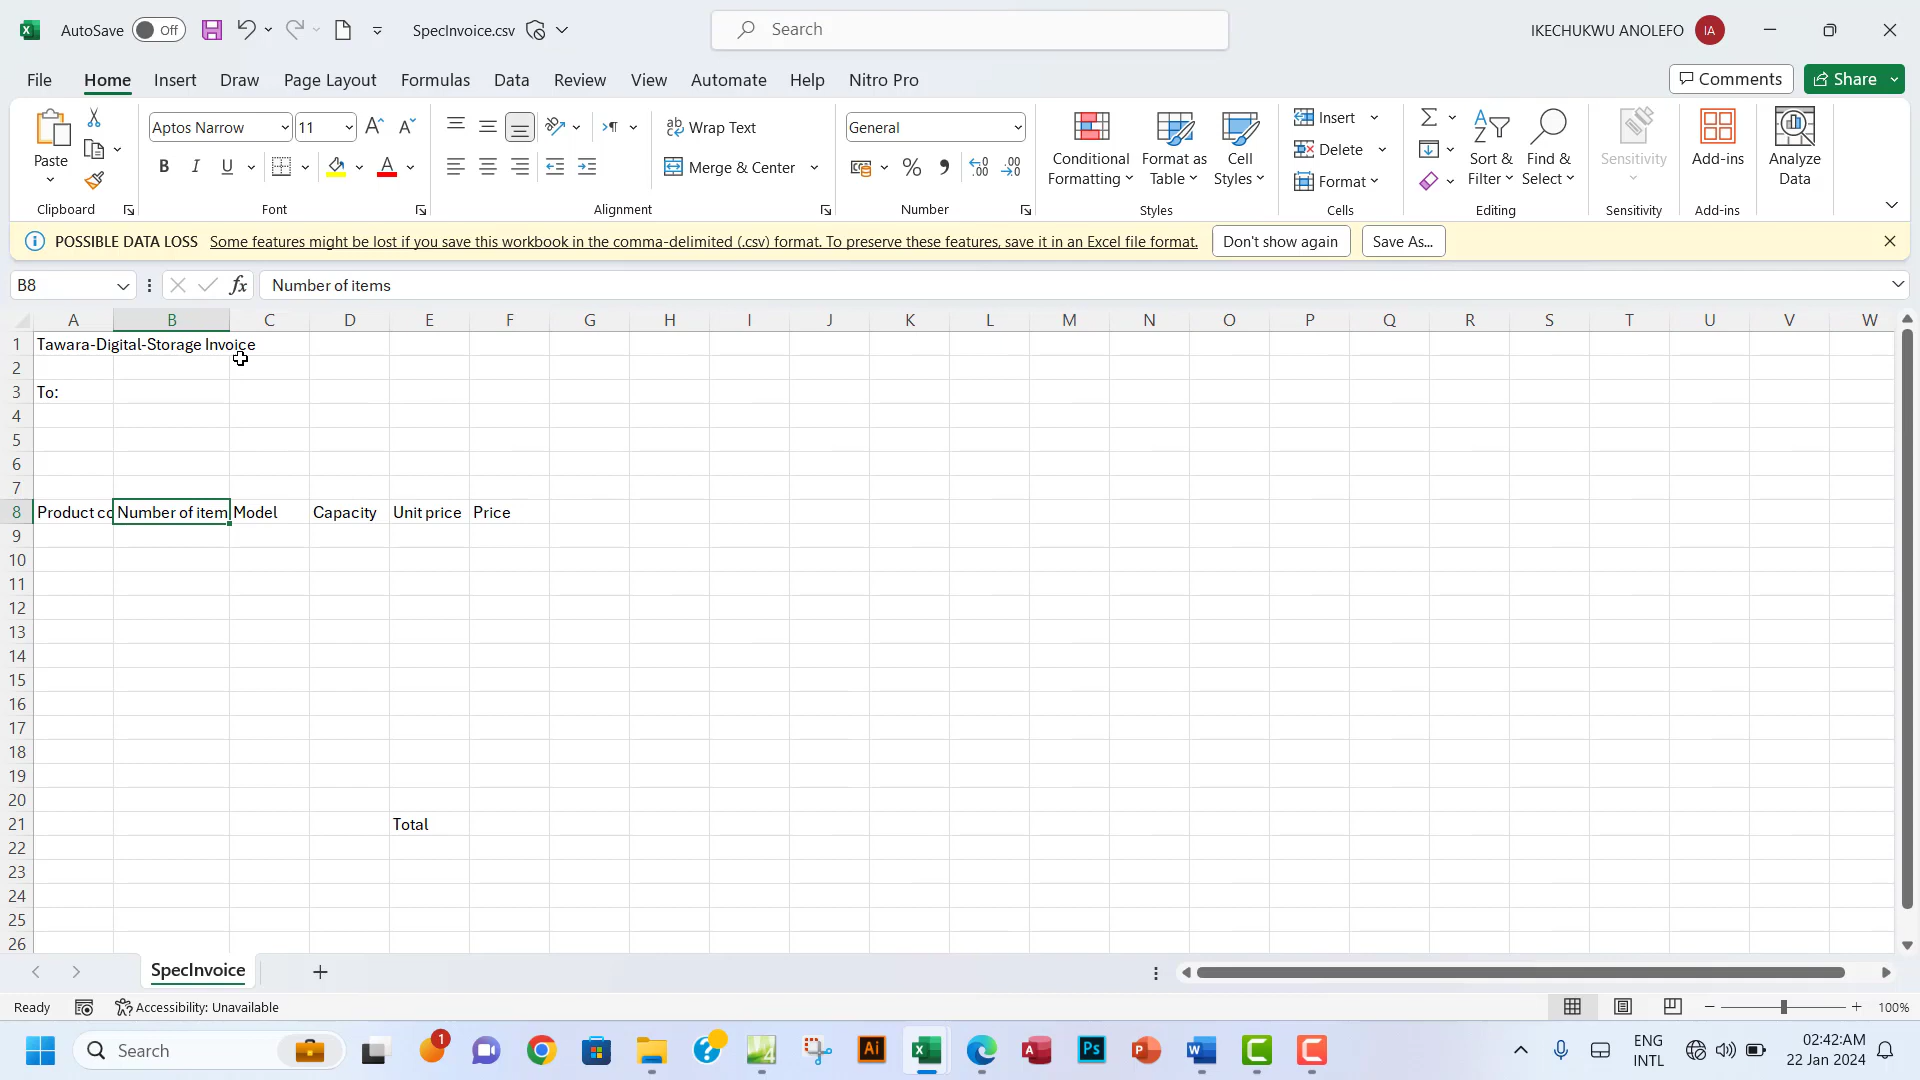 AutoSave Off SpecInvoice.csv Search IKECHUKWU ANOLEFO IA
File Home Insert Draw Page Layout Formulas Data Review View Automate Help Nitro Pro Comments Share
Paste Aptos Narrow 11 Wrap Text General Conditional Formatting Format as Table Cell Styles Insert Sort & Filter Find & Select Sensitivity Add-ins Analyze Data
B I U Merge & Center % Delete
Format
Clipboard Font Alignment Number Styles Cells Editing Sensitivity Add-ins
POSSIBLE DATA LOSS Some features might be lost if you save this workbook in the comma-delimited (.csv) format. To preserve these features, save it in an Excel file format. Don't show again Save As...
B8 fx Number of items
A B C D E F G H I J K L M N O P Q R S T U V W
1 Tawara-Digital-Storage Invoice
2
3 To:
4
5
6
7
8 Product co Number of item Model Capacity Unit price Price
9
10
11
12
13
14
15
16
17
18
19
20
21 Total
22
23
24
25
26
SpecInvoice
Ready Accessibility: Unavailable 100%
Search 1 Ai Ps ENG INTL 02:42:AM 22 Jan 2024